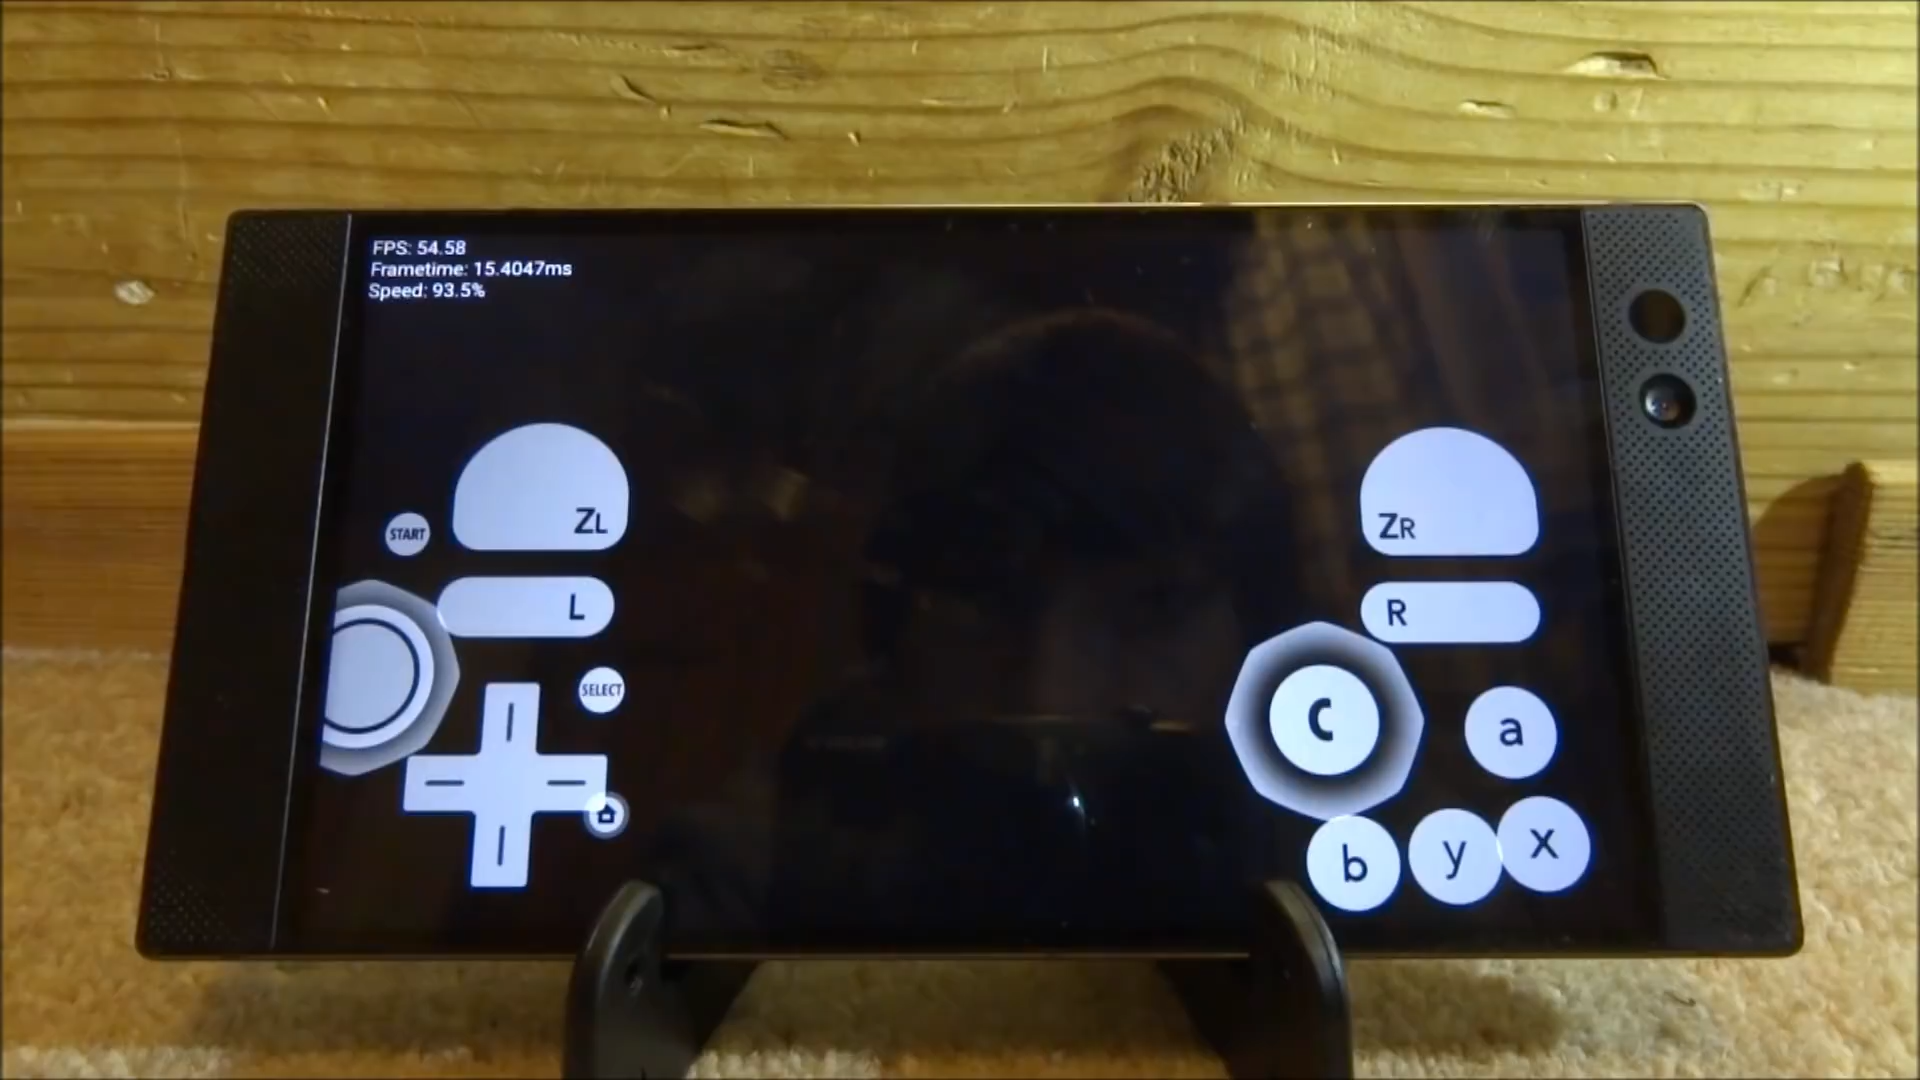 FPS: 54.58
Frametime: 15.4047ms
Speed: 93.5%
ZL
ZR
START
L
R
SELECT
C
a
b
y
x